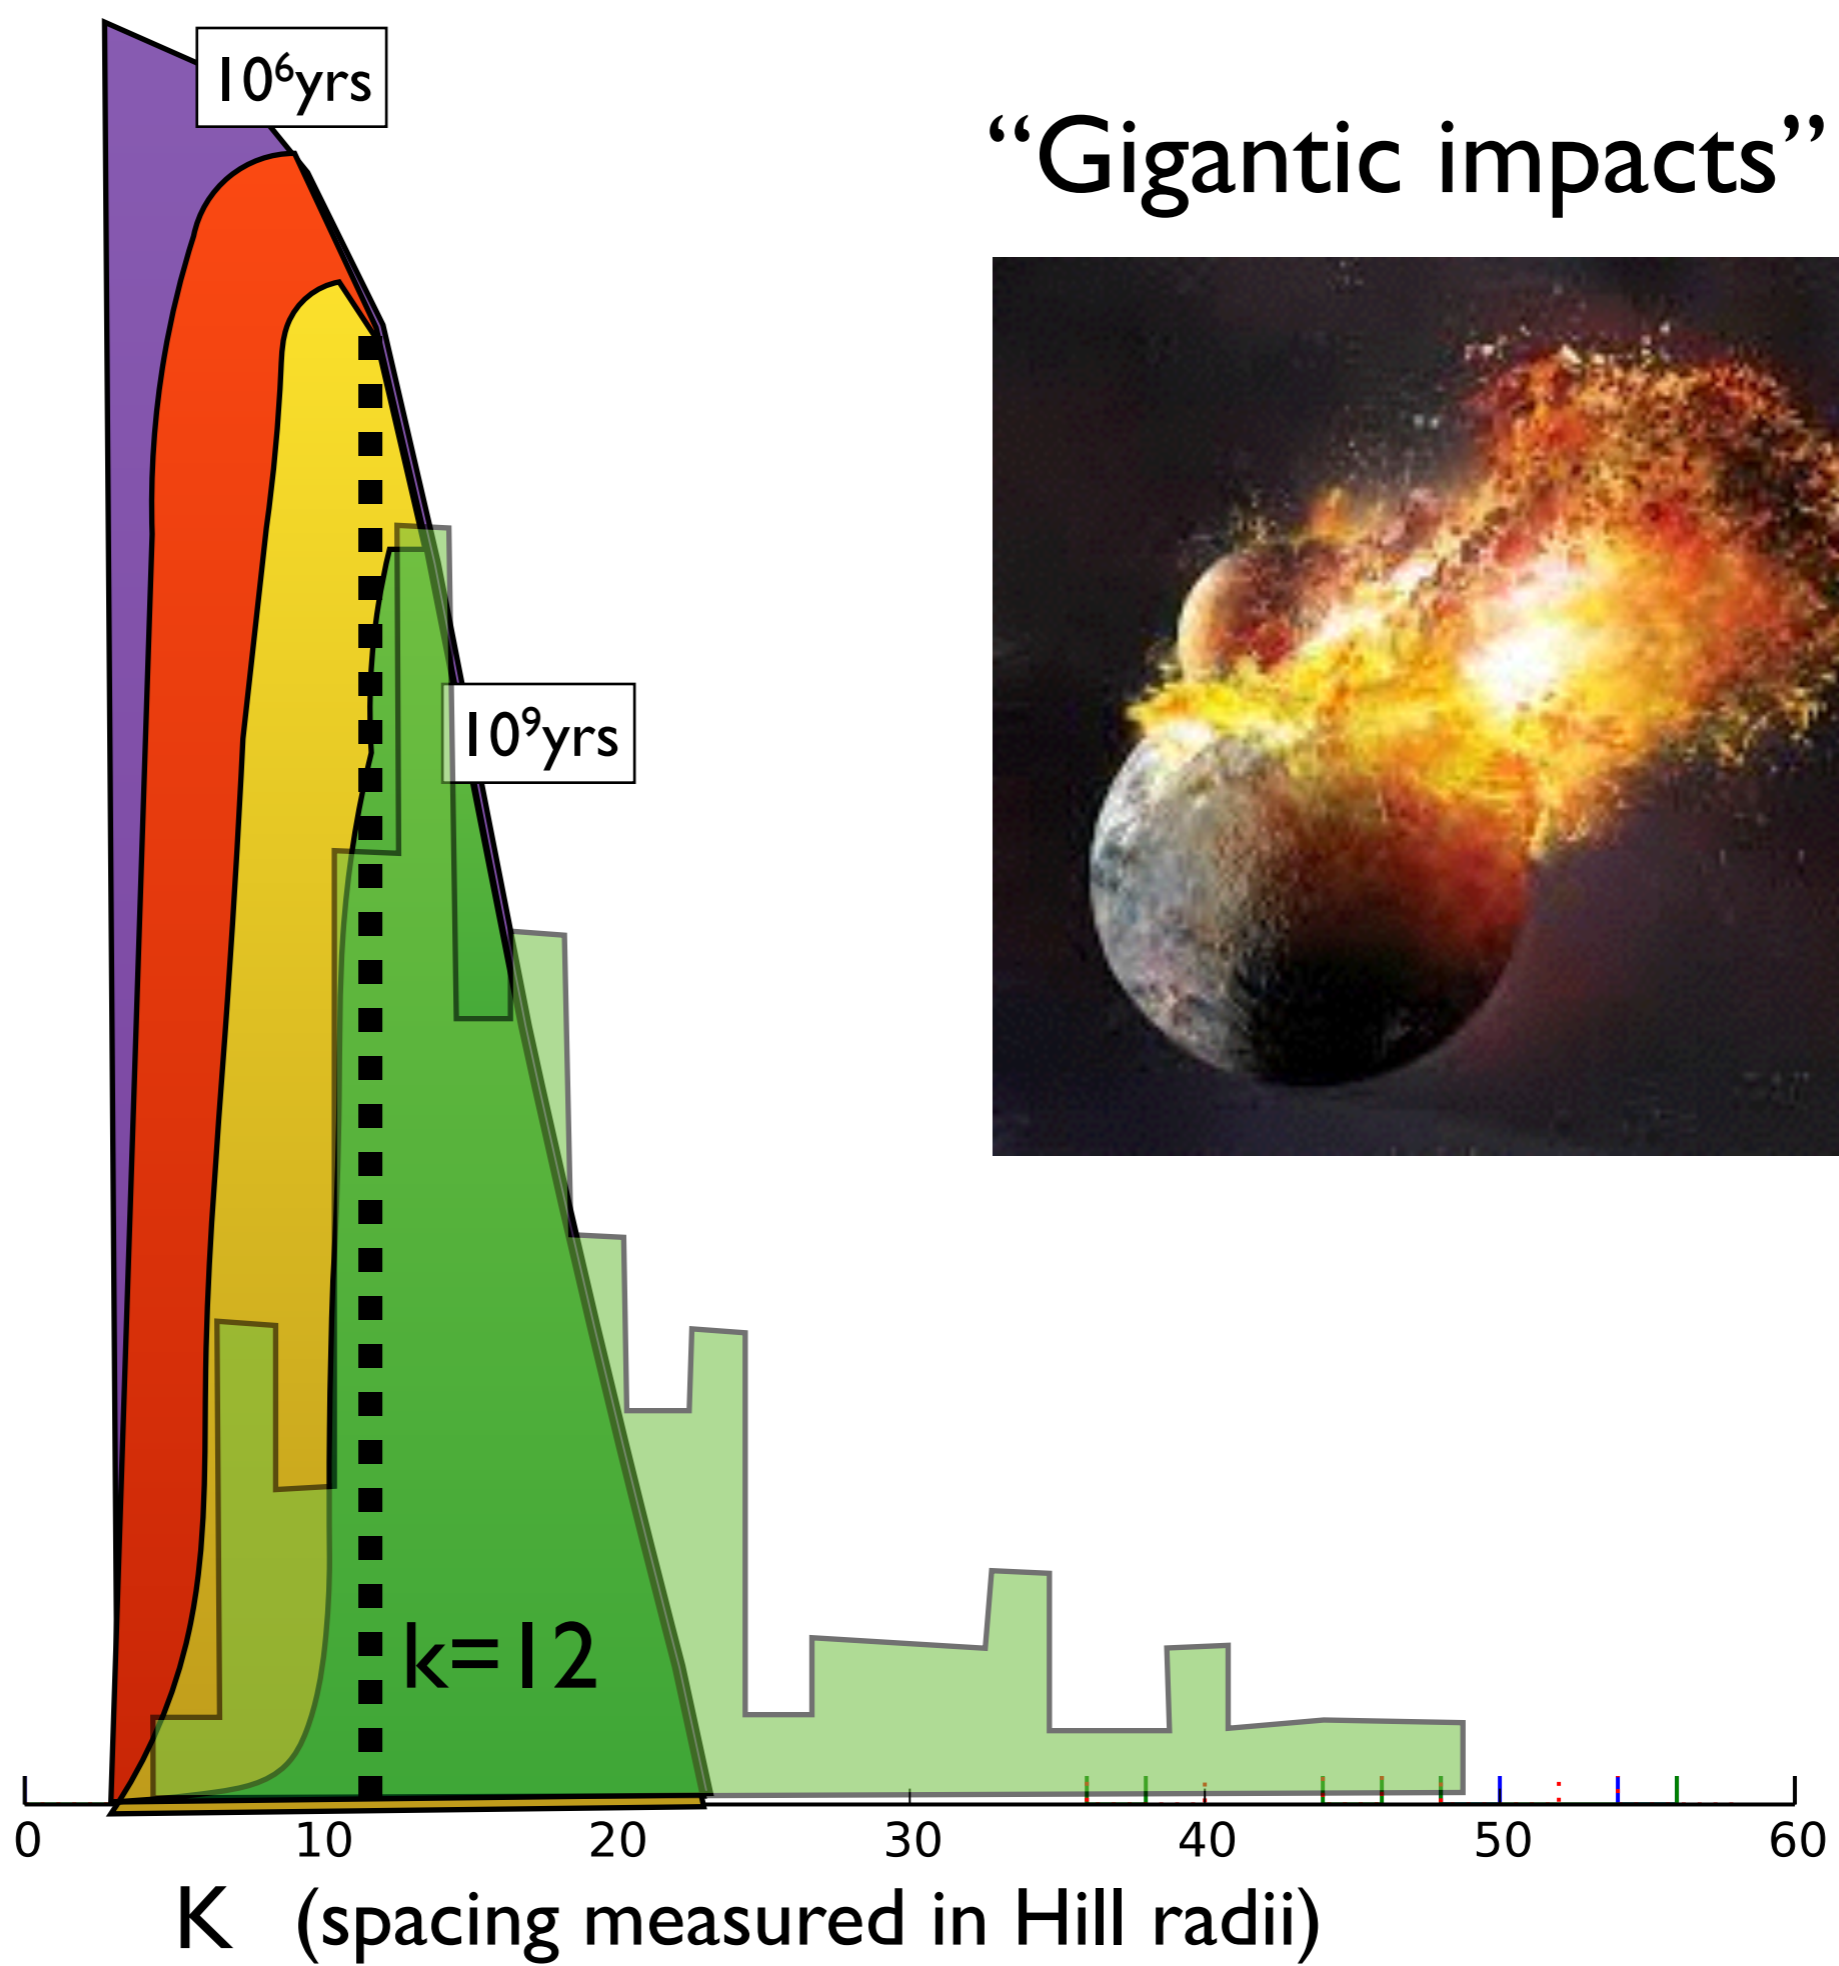 10⁶yrs
“Gigantic impacts”
10⁹yrs
k=12
0 10 20 30 40 50 60
K (spacing measured in Hill radii)